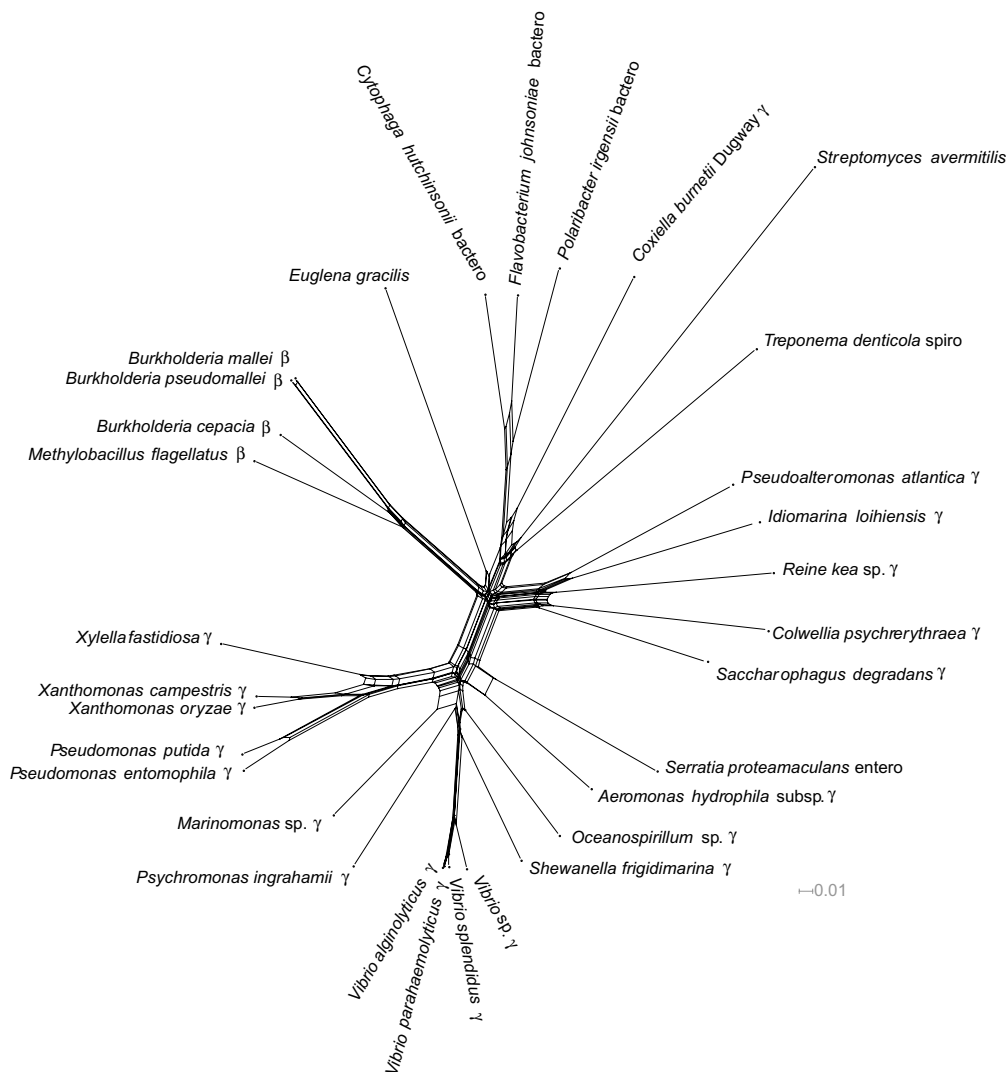 Cytophaga hutchinsonii bactero
Flavobacterium johnsoniae bactero
Polaribacter irgensii bactero
Coxiella burnetii Dugway γ
Streptomyces avermitilis
Euglena gracilis
Treponema denticola spiro
Burkholderia mallei β
Burkholderia pseudomallei β
Burkholderia cepacia β
Methylobacillus flagellatus β
Pseudoalteromonas atlantica γ
Idiomarina loihiensis γ
Reine kea sp. γ
Colwellia psychrerythraea γ
Saccharophagus degradans γ
Xylella fastidiosa γ
Xanthomonas campestris γ
Xanthomonas oryzae γ
Pseudomonas putida γ
Pseudomonas entomophila γ
Serratia proteamaculans entero
Aeromonas hydrophila subsp. γ
Marinomonas sp. γ
Oceanospirillum sp. γ
Psychromonas ingrahamii γ
Shewanella frigidimarina γ
Vibrio alginolyticus γ
Vibrio parahaemolyticus γ
Vibrio splendidus γ
Vibrio sp. γ
0.01